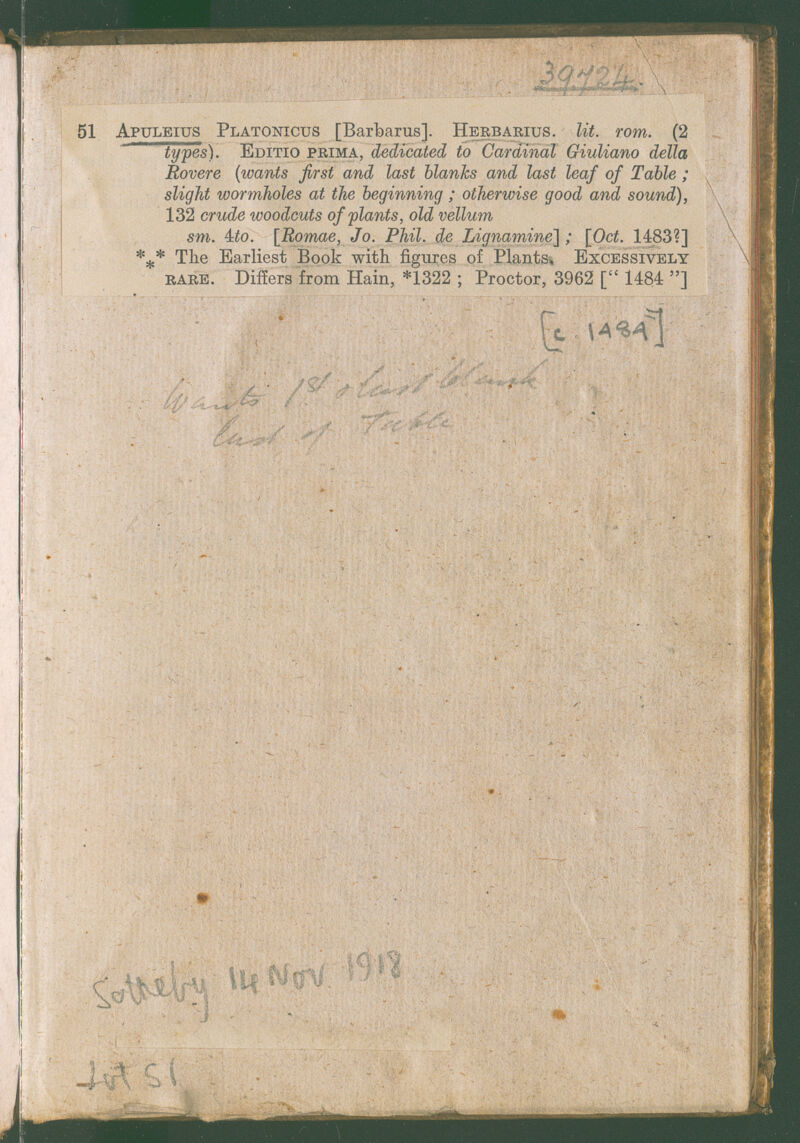 39724.
51 APULEIUS PLATONICUS [Barbarus]. HERBARIUS. lit. rom. (2
types). EDITIO PRIMA, dedicated to Cardinal Giuliano della
Rovere (wants first and last blanks and last leaf of Table ;
slight wormholes at the beginning ; otherwise good and sound),
132 crude woodcuts of plants, old vellum
sm. 4to. [Romae, Jo. Phil. de Lignamine] ; [Oct. 1483?]
*⁎* The Earliest Book with figures of Plants. EXCESSIVELY
RARE. Differs from Hain, *1322 ; Proctor, 3962 [“ 1484 ”]
[c. 1484]
Wants 1st & last blank
last of Table
Sotheby 14 Nov 1918
Lot 51